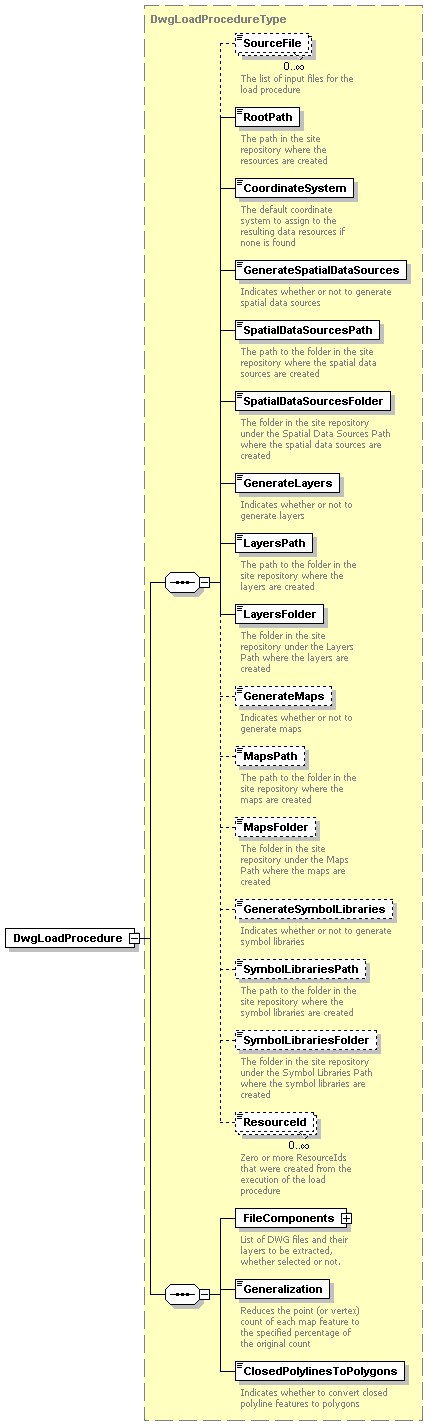 DwgLoadProcedureType
SourceFile
0..∞
The list of input files for the
load procedure
RootPath
The path in the site
repository where the
resources are created
CoordinateSystem
The default coordinate
system to assign to the
resulting data resources if
none is found
GenerateSpatialDataSources
Indicates whether or not to generate
spatial data sources
SpatialDataSourcesPath
The path to the folder in the site
repository where the spatial data
sources are created
SpatialDataSourcesFolder
The folder in the site repository
under the Spatial Data Sources Path
where the spatial data sources are
created
GenerateLayers
Indicates whether or not to
generate layers
LayersPath
The path to the folder in the
site repository where the
layers are created
LayersFolder
The folder in the site
repository under the Layers
Path where the layers are
created
GenerateMaps
Indicates whether or not to
generate maps
MapsPath
The path to the folder in the
site repository where the
maps are created
MapsFolder
The folder in the site
repository under the Maps
Path where the maps are
created
GenerateSymbolLibraries
Indicates whether or not to generate
symbol libraries
DwgLoadProcedure
SymbolLibrariesPath
The path to the folder in the
site repository where the
symbol libraries are created
SymbolLibrariesFolder
The folder in the site repository
under the Symbol Libraries Path
where the symbol libraries are
created
ResourceId
0..∞
Zero or more ResourceIds
that were created from the
execution of the load
procedure
FileComponents
List of DWG files and their
layers to be extracted,
whether selected or not.
Generalization
Reduces the point (or vertex)
count of each map feature to
the specified percentage of
the original count
ClosedPolylinesToPolygons
Indicates whether to convert closed
polyline features to polygons